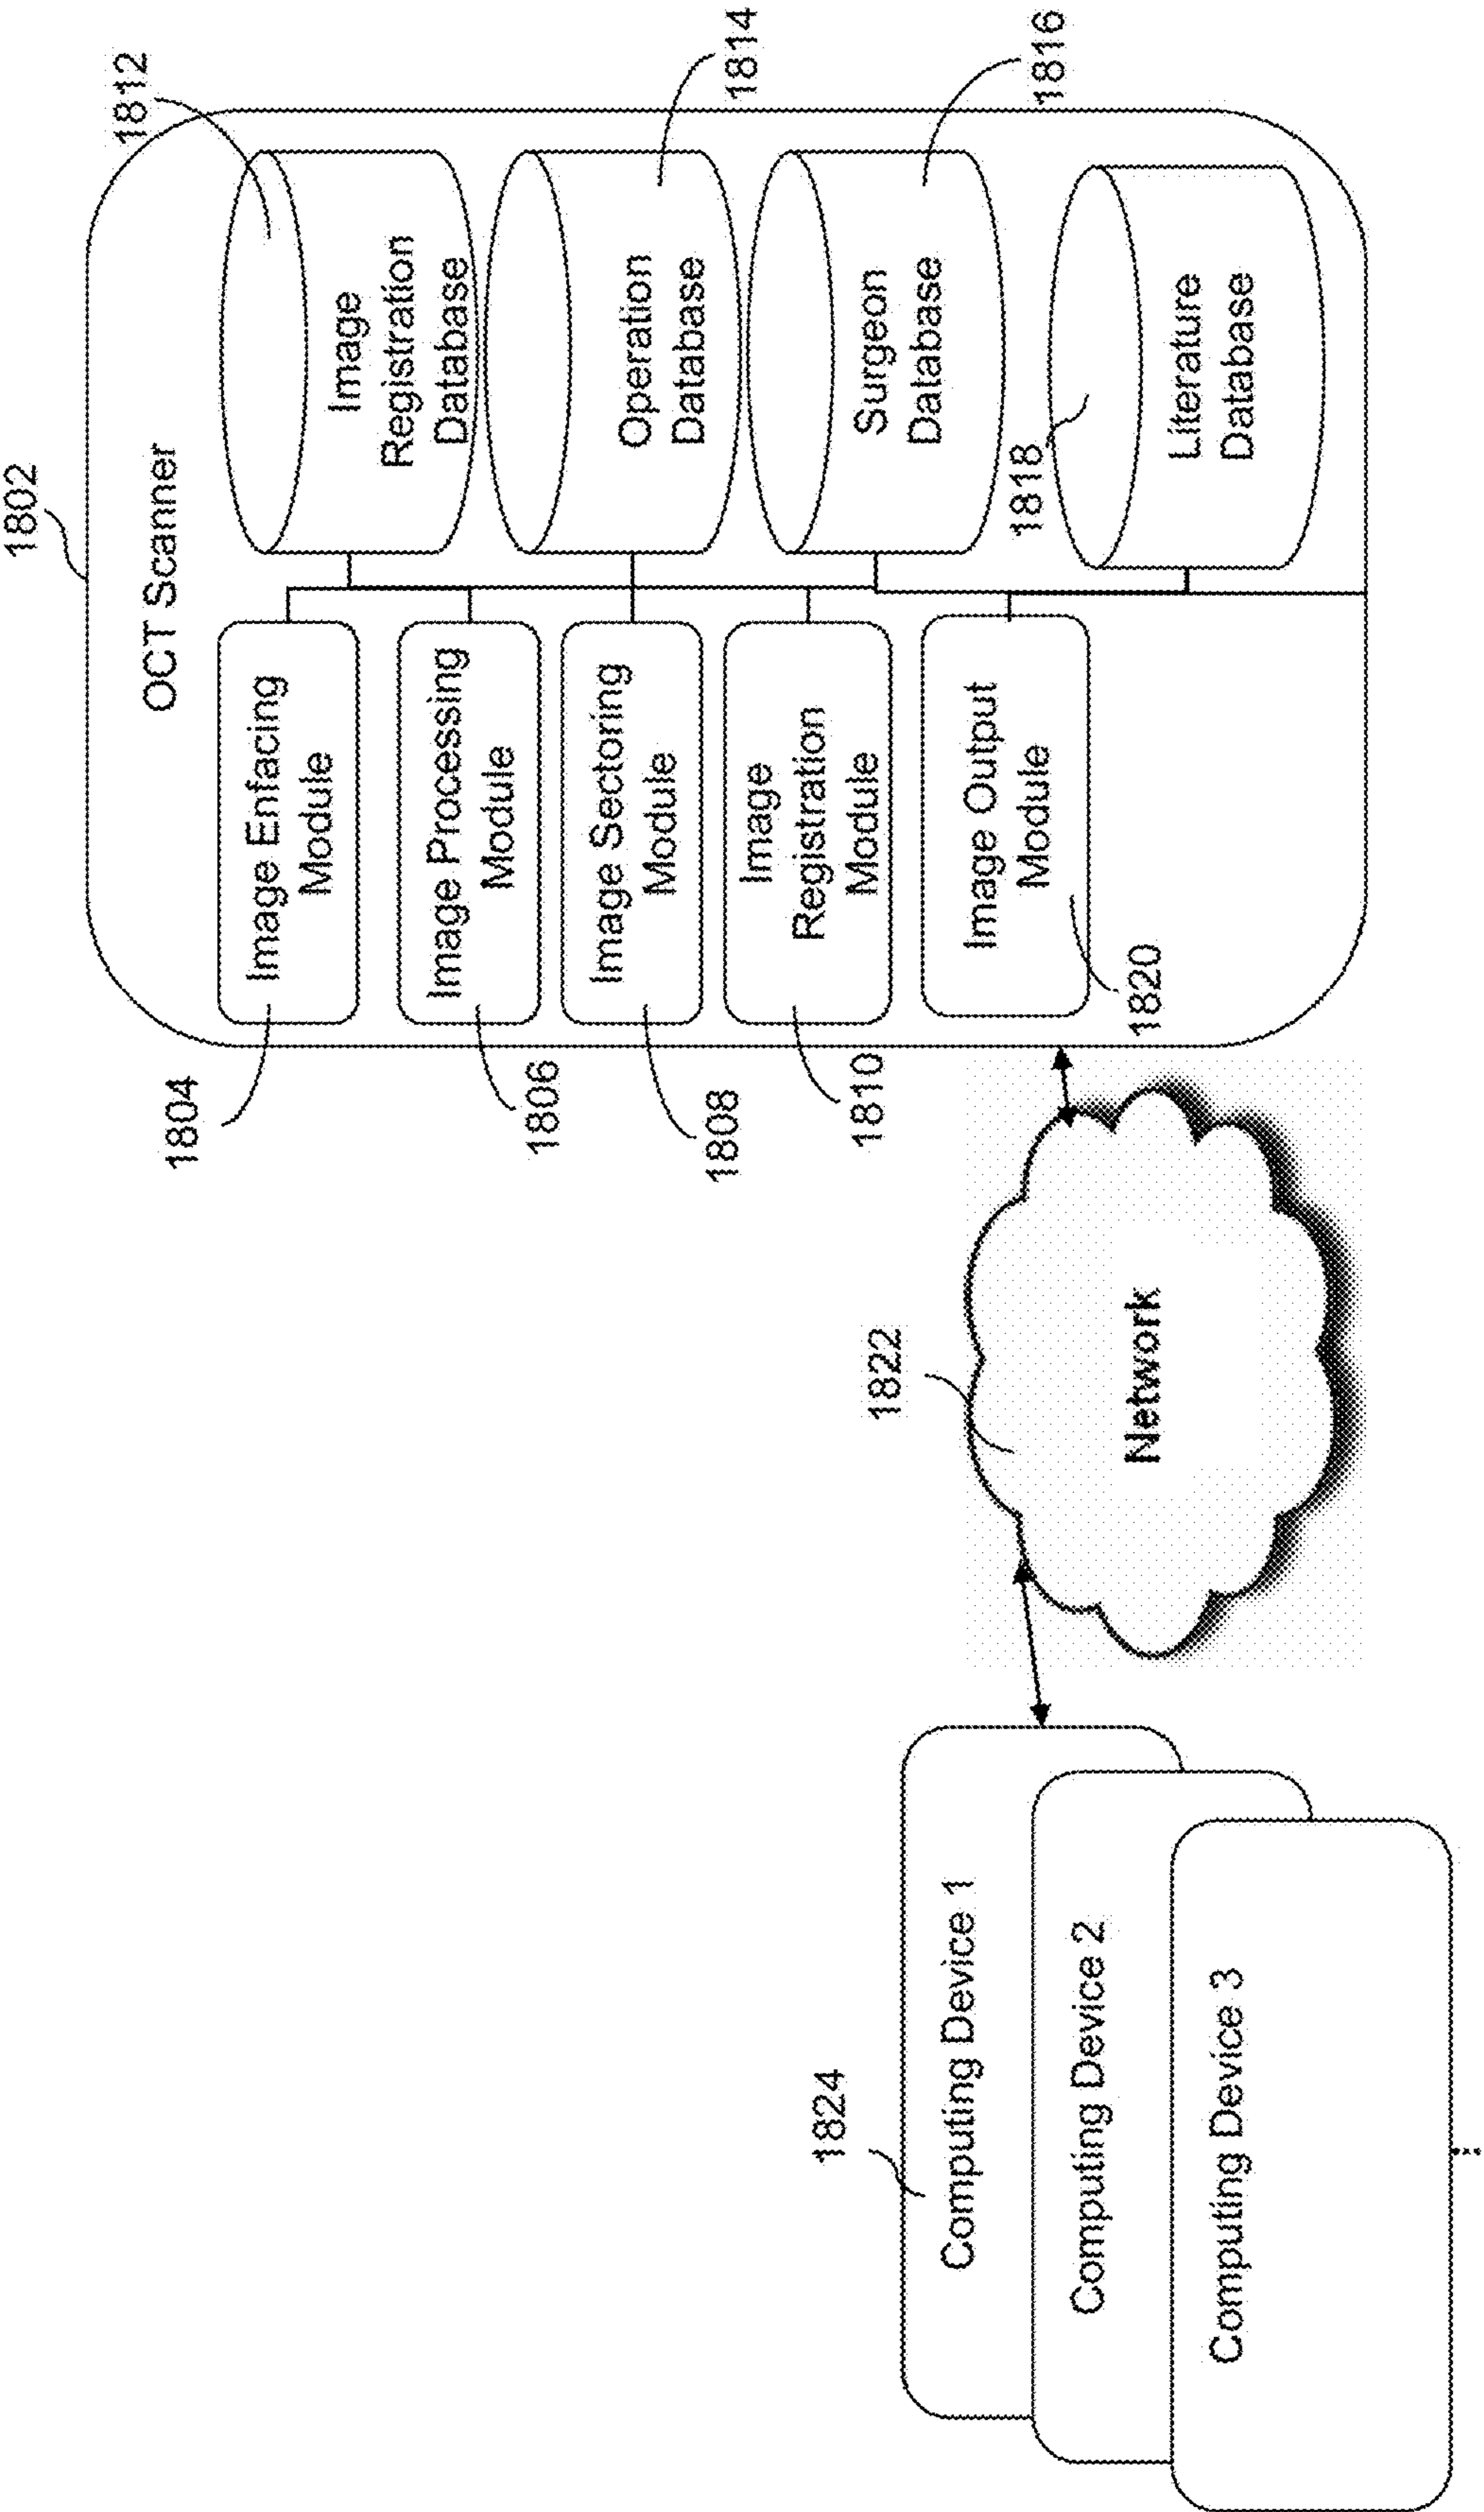 1802
OCT Scanner
1804
Image Enfacing
Module
1806
Image Processing
Module
1808
Image Sectoring
Module
1810
Image
Registration
Module
Image Output
Module
1820
1812
Image
Registration
Database
1814
Operation
Database
1816
Surgeon
Database
1818
Literature
Database
1822
Network
1824
Computing Device 1
Computing Device 2
Computing Device 3